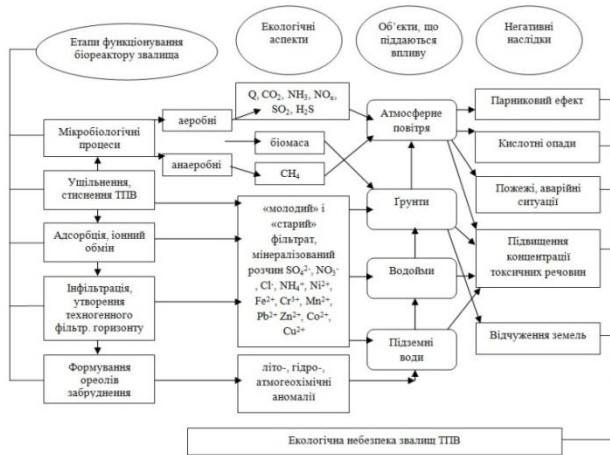 Етапи функціонування
біореактору звалища
Екологічні
аспекти
Об’єкти, що
піддаються
впливу
Негативні
наслідки
Мікробіологічні
процеси
Ущільнення,
стиснення ТПВ
Адсорбція, іонний
обмін
Інфільтрація,
утворення
техногенного
фільтр. горизонту
Формування
ореолів
забруднення
аеробні
анаеробні
Q, CO₂, NH₃, NOₓ,
SO₂, H₂S
біомаса
CH₄
«молодий» і
«старий»
фільтрат,
мінералізований
розчин SO₄²⁻, NO₃⁻
, Cl⁻, NH₄⁺, Ni²⁺,
Fe²⁺, Cr³⁺, Mn²⁺,
Pb²⁺ Zn²⁺, Co²⁺,
Cu²⁺
літо-, гідро-,
атмогеохімічні
аномалії
Атмосферне
повітря
Ґрунти
Водойми
Підземні
води
Парниковий ефект
Кислотні опади
Пожежі, аварійні
ситуації
Підвищення
концентрації
токсичних речовин
Відчуження земель
Екологічна небезпека звалищ ТПВ